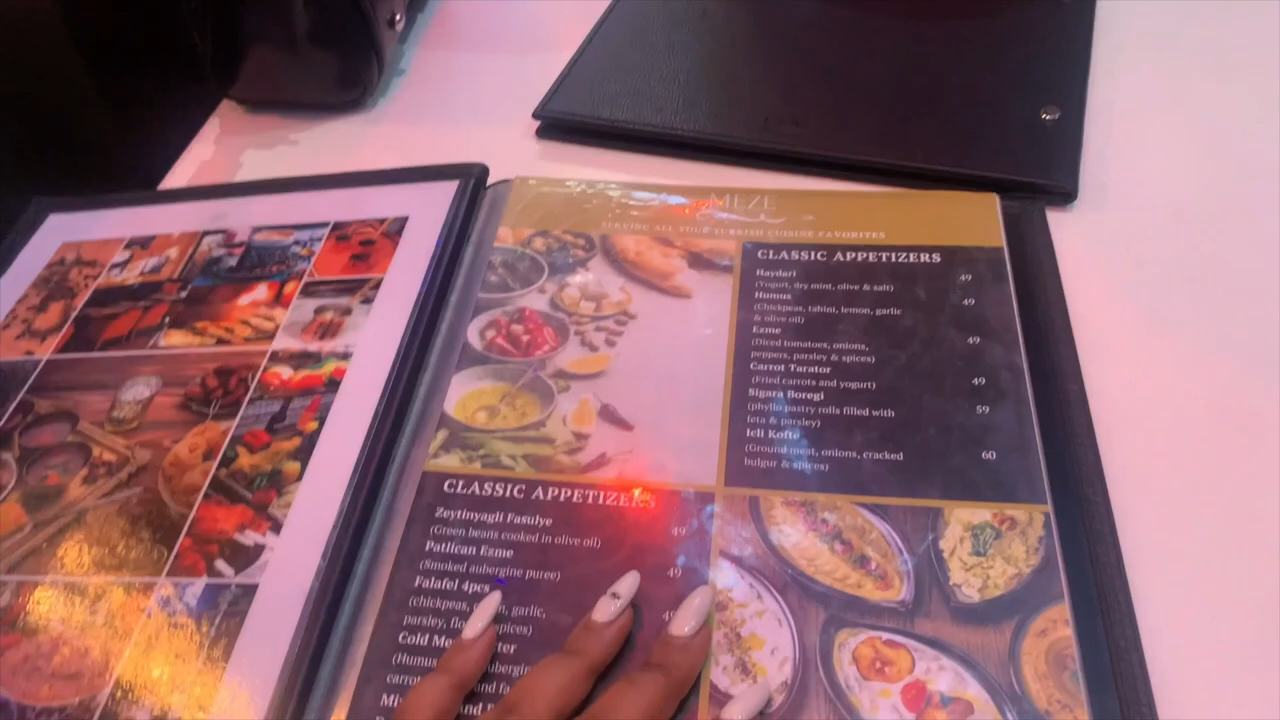 MEZE
SERVING ALL YOUR TURKISH CUISINE FAVORITES
CLASSIC APPETIZERS
Haydari 49
(Yogurt, dry mint, olive & salt)
Humus 49
(Chickpeas, tahini, lemon, garlic
& olive oil)
Ezme 49
(Diced tomatoes, onions,
peppers, parsley & spices)
Carrot Tarator 49
(Fried carrots and yogurt)
Sigara Boregi 59
(phyllo pastry rolls filled with
feta & parsley)
Icli Kofte 60
(Ground meat, onions, cracked
bulgur & spices)
CLASSIC APPETIZERS
Zeytinyagli Fasulye 49
(Green beans cooked in olive oil)
Patlican Ezme 49
(Smoked aubergine puree)
Falafel 4pcs
(chickpeas, garlic,
parsley,
Cold
(Humus
and